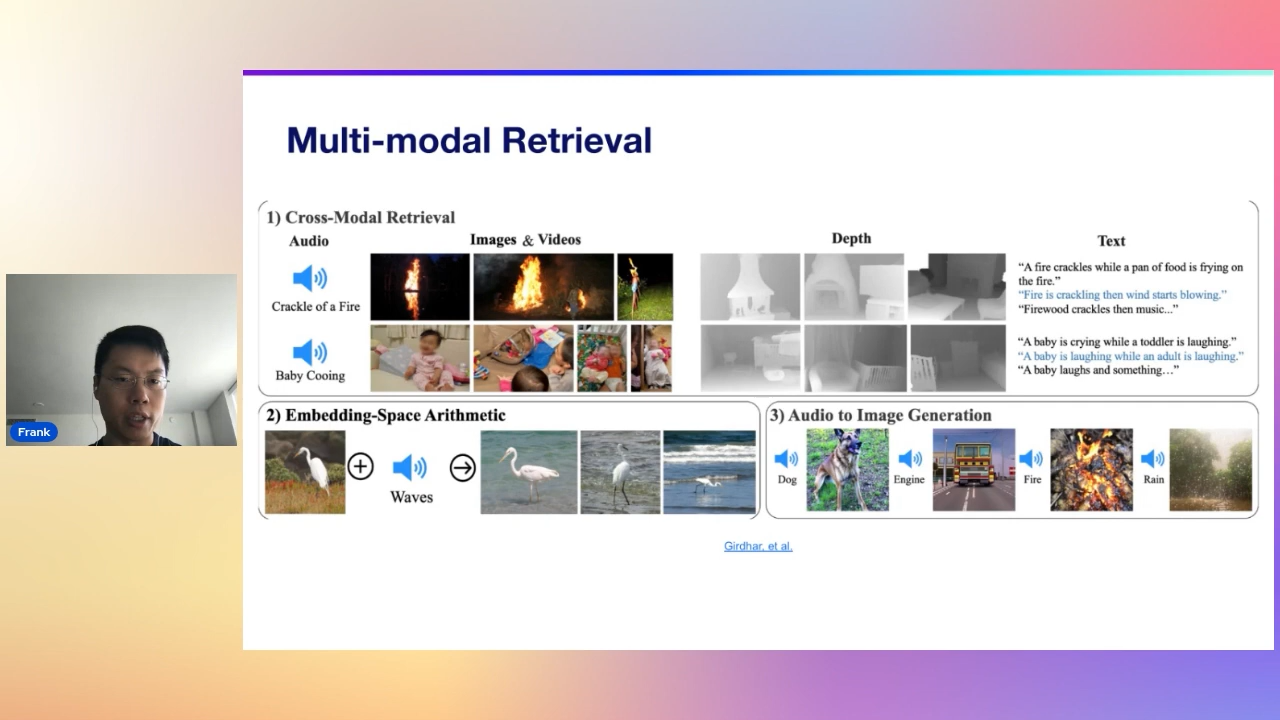 Multi-modal Retrieval
1) Cross-Modal Retrieval
Audio
Images & Videos
Depth
Text
Crackle of a Fire
“A fire crackles while a pan of food is frying on
the fire.”
“Fire is crackling then wind starts blowing.”
“Firewood crackles then music...”
Baby Cooing
“A baby is crying while a toddler is laughing.”
“A baby is laughing while an adult is laughing.”
“A baby laughs and something…”
2) Embedding-Space Arithmetic
Waves
3) Audio to Image Generation
Dog
Engine
Fire
Rain
Girdhar, et al.
Frank